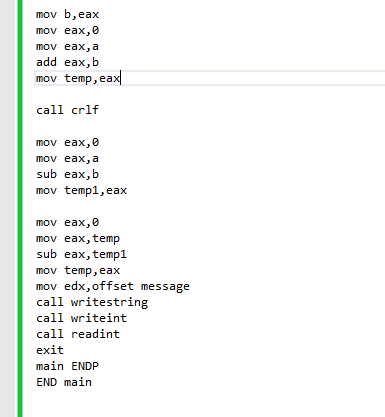 mov b,eax
mov eax,0
mov eax,a
add eax,b
mov temp,eax
call crlf
mov eax,0
mov eax,a
sub eax,b
mov temp1,eax
mov eax,0
mov eax,temp
sub eax,temp1
mov temp,eax
mov edx,offset message
call writestring
call writeint
call readint
exit
main ENDP
END main